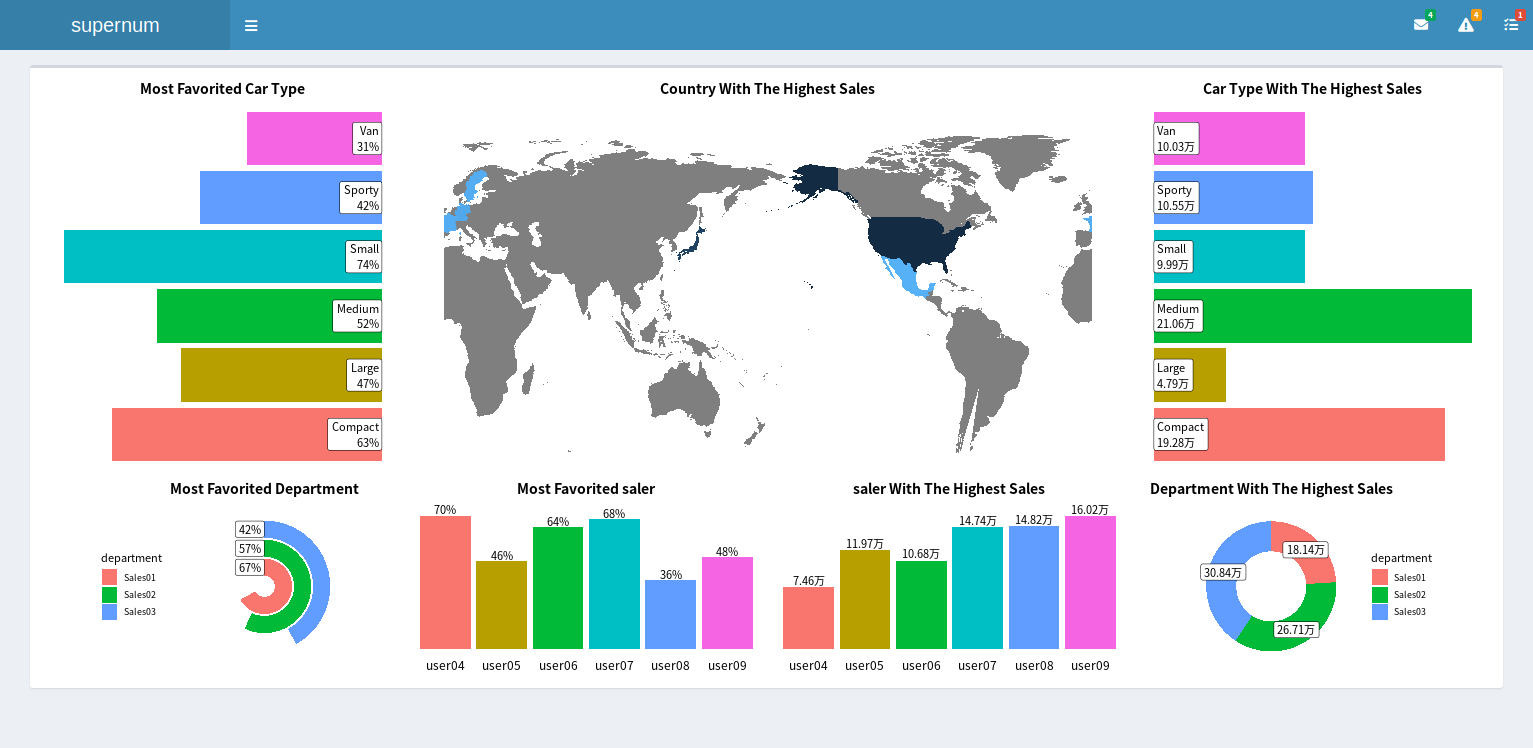 supernum
4
4
1
Most Favorited Car Type
Van
31%
Sporty
42%
Small
74%
Medium
52%
Large
47%
Compact
63%
Country With The Highest Sales
Car Type With The Highest Sales
Van
10.03万
Sporty
10.55万
Small
9.99万
Medium
21.06万
Large
4.79万
Compact
19.28万
Most Favorited Department
department
Sales01
Sales02
Sales03
42%
57%
67%
Most Favorited saler
70%
46%
64%
68%
36%
48%
user04
user05
user06
user07
user08
user09
saler With The Highest Sales
7.46万
11.97万
10.68万
14.74万
14.82万
16.02万
user04
user05
user06
user07
user08
user09
Department With The Highest Sales
18.14万
30.84万
26.71万
department
Sales01
Sales02
Sales03